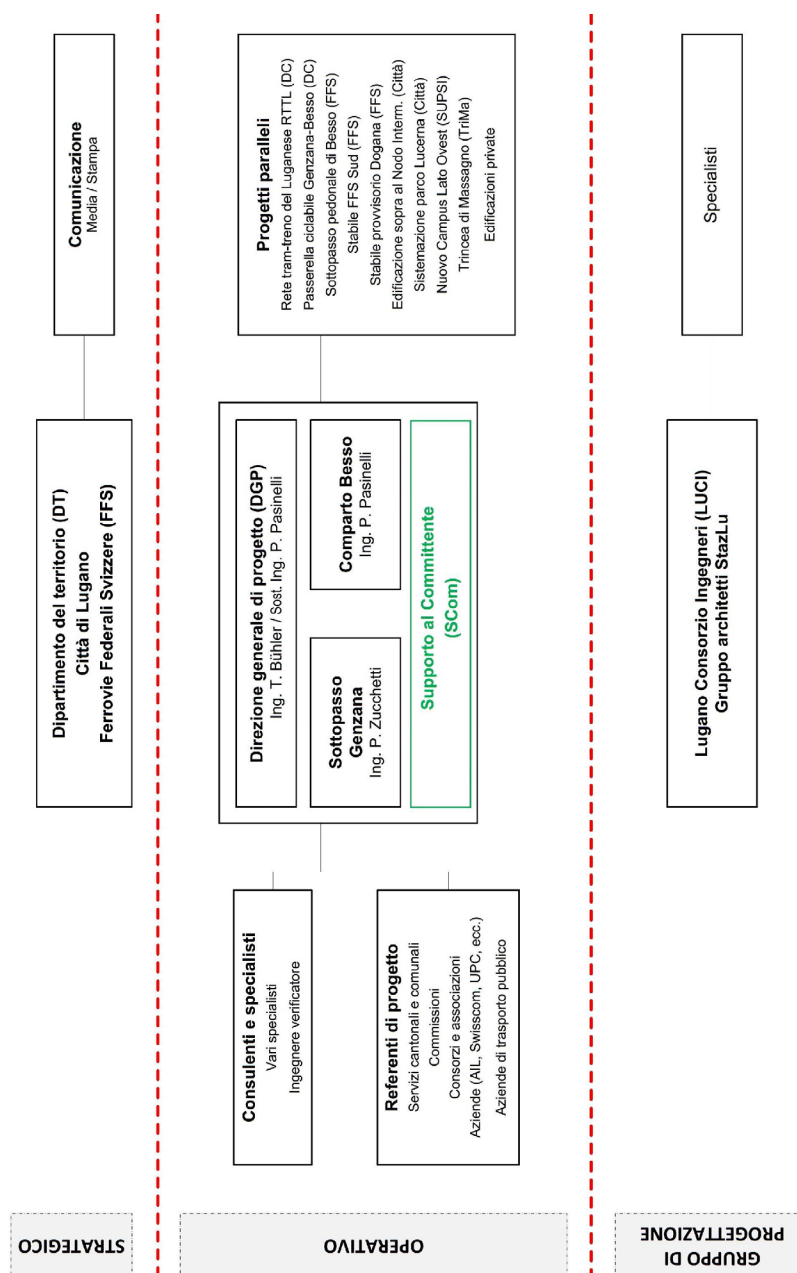 STRATEGICO
Dipartimento del territorio (DT)
Città di Lugano
Ferrovie Federali Svizzere (FFS)
Comunicazione
Media / Stampa
OPERATIVO
Consulenti e specialisti
Vari specialisti
Ingegnere verificatore
Referenti di progetto
Servizi cantonali e comunali
Commissioni
Consorzi e associazioni
Aziende (AIL, Swisscom, UPC, ecc.)
Aziende di trasporto pubblico
Direzione generale di progetto (DGP)
Ing. T. Bühler / Sost. Ing. P. Pasinelli
Sottopasso
Genzana
Ing. P. Zucchetti
Comparto Besso
Ing. P. Pasinelli
Supporto al Committente
(SCom)
Progetti paralleli
Rete tram-treno del Luganese RTTL (DC)
Passerella ciclabile Genzana-Besso (DC)
Sottopasso pedonale di Besso (FFS)
Stabile FFS Sud (FFS)
Stabile provvisorio Dogana (FFS)
Edificazione sopra al Nodo Interm. (Città)
Sistemazione parco Lucerna (Città)
Nuovo Campus Lato Ovest (SUPSI)
Trincea di Massagno (TriMa)
Edificazioni private
GRUPPO DI
PROGETTAZIONE
Lugano Consorzio Ingegneri (LUCI)
Gruppo architetti StazLu
Specialisti